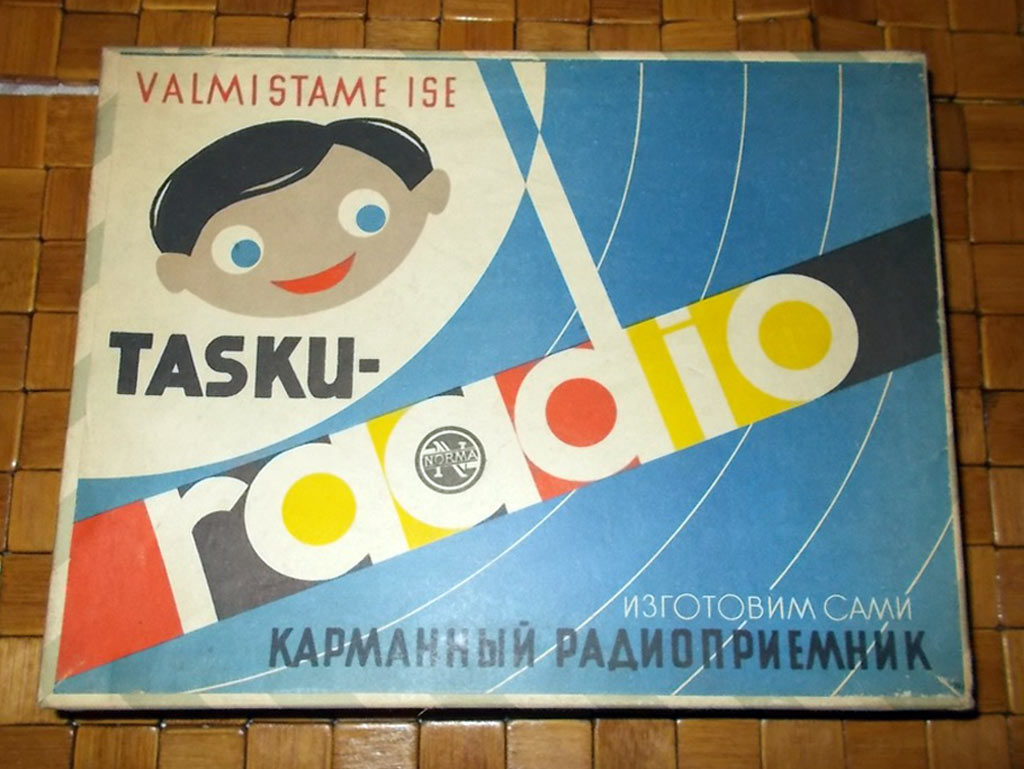 VALMISTAME ISE
TASKU-
raadio
NORMA
ИЗГОТОВИМ САМИ
КАРМАННЫЙ РАДИОПРИЕМНИК